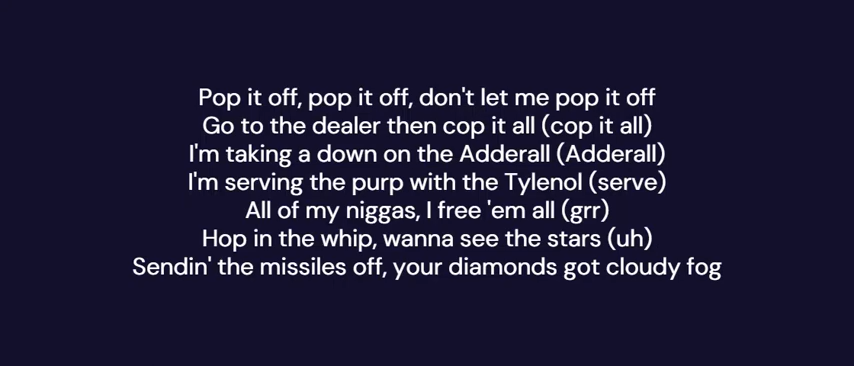 Pop it off, pop it off, don't let me pop it off
Go to the dealer then cop it all (cop it all)
I'm taking a down on the Adderall (Adderall)
I'm serving the purp with the Tylenol (serve)
All of my niggas, I free 'em all (grr)
Hop in the whip, wanna see the stars (uh)
Sendin' the missiles off, your diamonds got cloudy fog